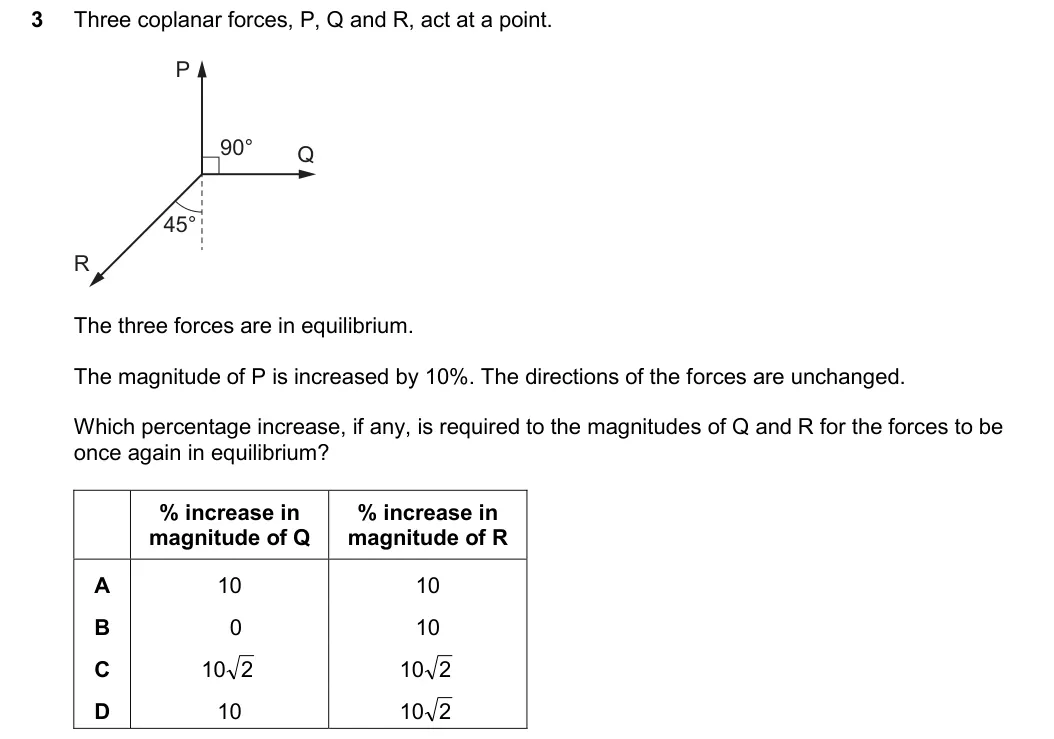 3 Three coplanar forces, P, Q and R, act at a point.
P
90°
Q
45°
R
The three forces are in equilibrium.
The magnitude of P is increased by 10%. The directions of the forces are unchanged.
Which percentage increase, if any, is required to the magnitudes of Q and R for the forces to be
once again in equilibrium?
% increase in % increase in
magnitude of Q magnitude of R
A 10 10
B 0 10
C 10√2 10√2
D 10 10√2